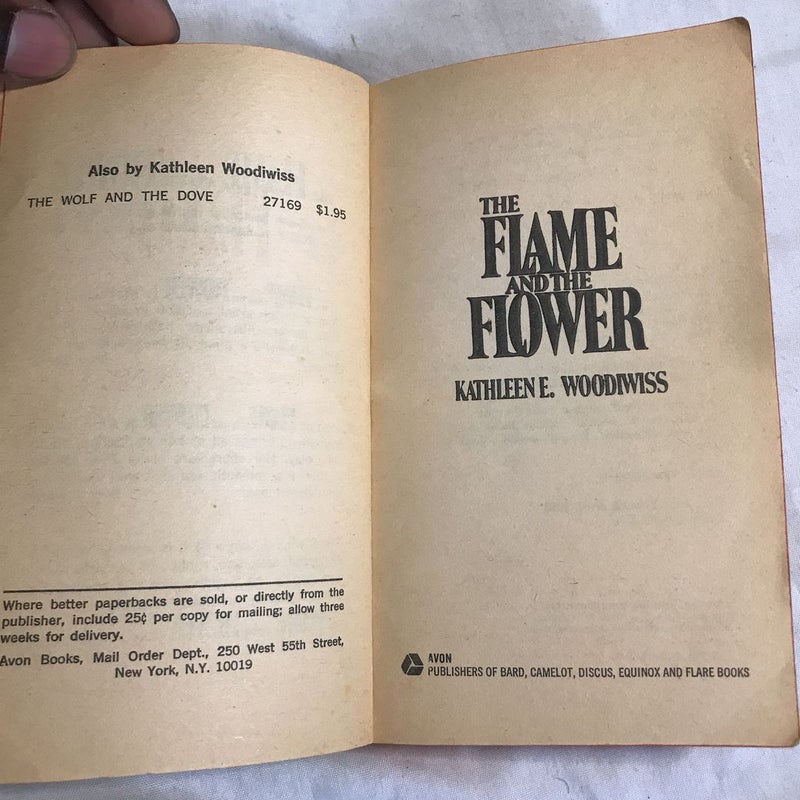 Also by Kathleen Woodiwiss
THE WOLF AND THE DOVE 27169 $1.95
Where better paperbacks are sold, or directly from the
publisher, include 25¢ per copy for mailing; allow three
weeks for delivery.
Avon Books, Mail Order Dept., 250 West 55th Street,
New York, N.Y. 10019
THE
FLAME
AND THE
FLOWER
KATHLEEN E. WOODIWISS
AVON
PUBLISHERS OF BARD, CAMELOT, DISCUS, EQUINOX AND FLARE BOOKS